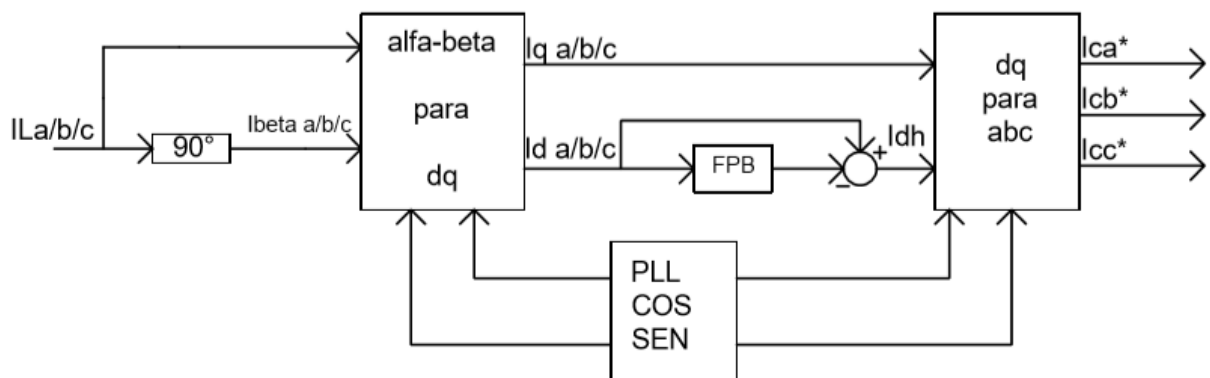 ILa/b/c
90°
Ibeta a/b/c
alfa-beta
para
dq
Iq a/b/c
Id a/b/c
FPB
+
−
Idh
dq
para
abc
Ica*
Icb*
Icc*
PLL
COS
SEN